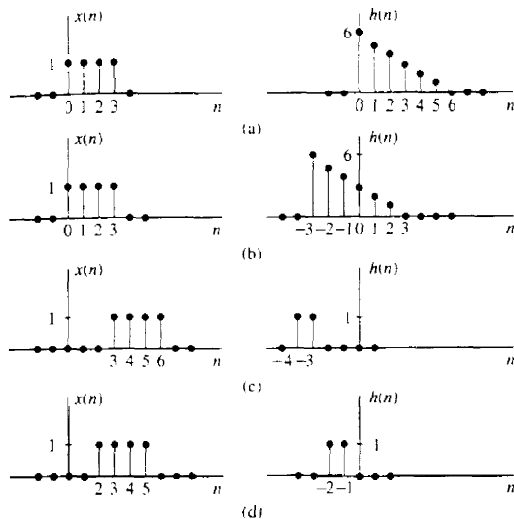 x(n) h(n)
6
1
0 1 2 3 n 0 1 2 3 4 5 6 n
(a)
x(n) h(n)
6
1
0 1 2 3 n −3 −2 −1 0 1 2 3 n
(b)
x(n) h(n)
1 1
3 4 5 6 n −4 −3 n
(c)
x(n) h(n)
1 1
2 3 4 5 n −2 −1 n
(d)